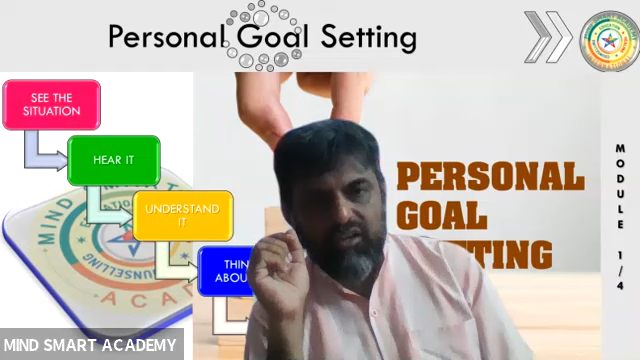 Personal Goal Setting
SEE THE
SITUATION
HEAR IT
UNDERSTAND
IT
PERSONAL
GOAL
MODULE 1/4
MIND SMART ACADEMY